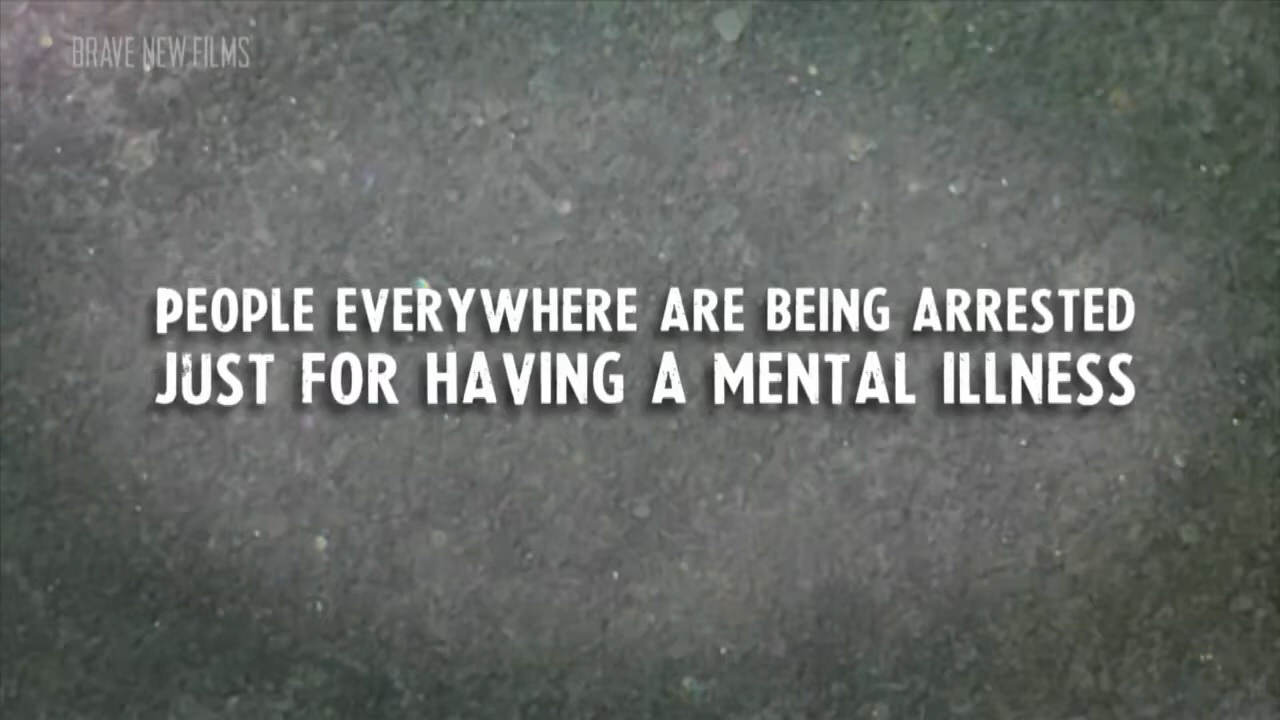 BRAVE NEW FILMS
PEOPLE EVERYWHERE ARE BEING ARRESTED
JUST FOR HAVING A MENTAL ILLNESS